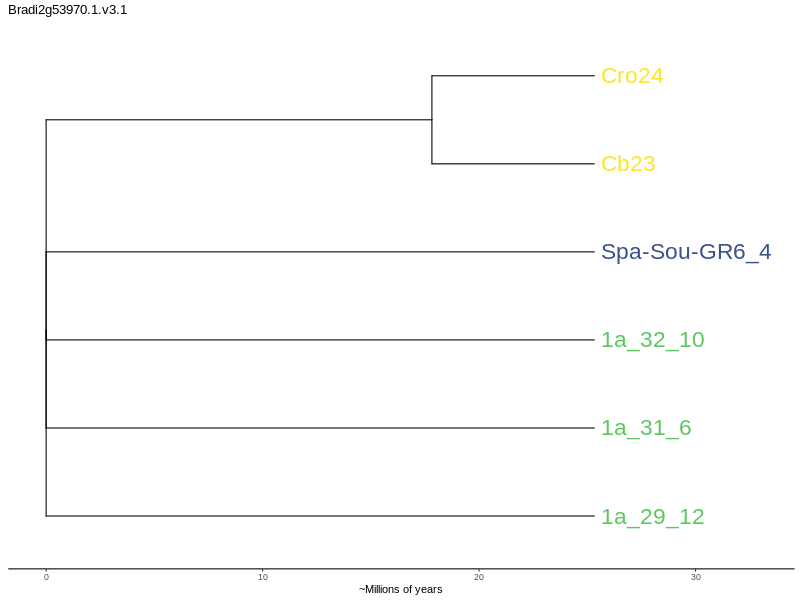 Bradi2g53970.1.v3.1
Cro24
Cb23
Spa-Sou-GR6_4
1a_32_10
1a_31_6
1a_29_12
0 10 20 30
~Millions of years